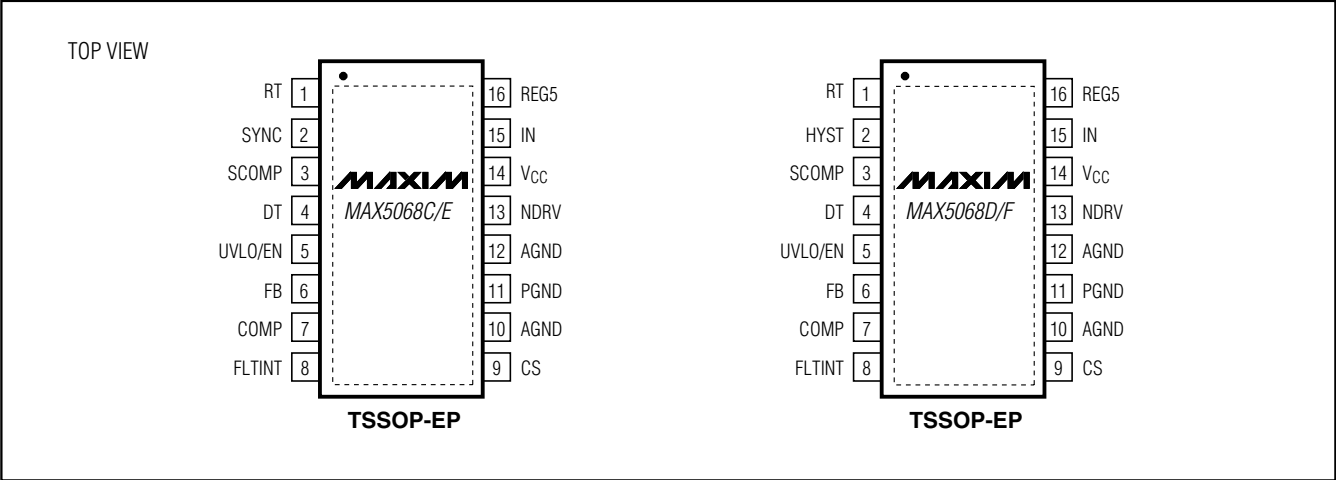 TOP VIEW
RT 1
SYNC 2
SCOMP 3
DT 4
UVLO/EN 5
FB 6
COMP 7
FLTINT 8
MAXIM
MAX5068C/E
16 REG5
15 IN
14 VCC
13 NDRV
12 AGND
11 PGND
10 AGND
9 CS
TSSOP-EP
RT 1
HYST 2
SCOMP 3
DT 4
UVLO/EN 5
FB 6
COMP 7
FLTINT 8
MAXIM
MAX5068D/F
16 REG5
15 IN
14 VCC
13 NDRV
12 AGND
11 PGND
10 AGND
9 CS
TSSOP-EP